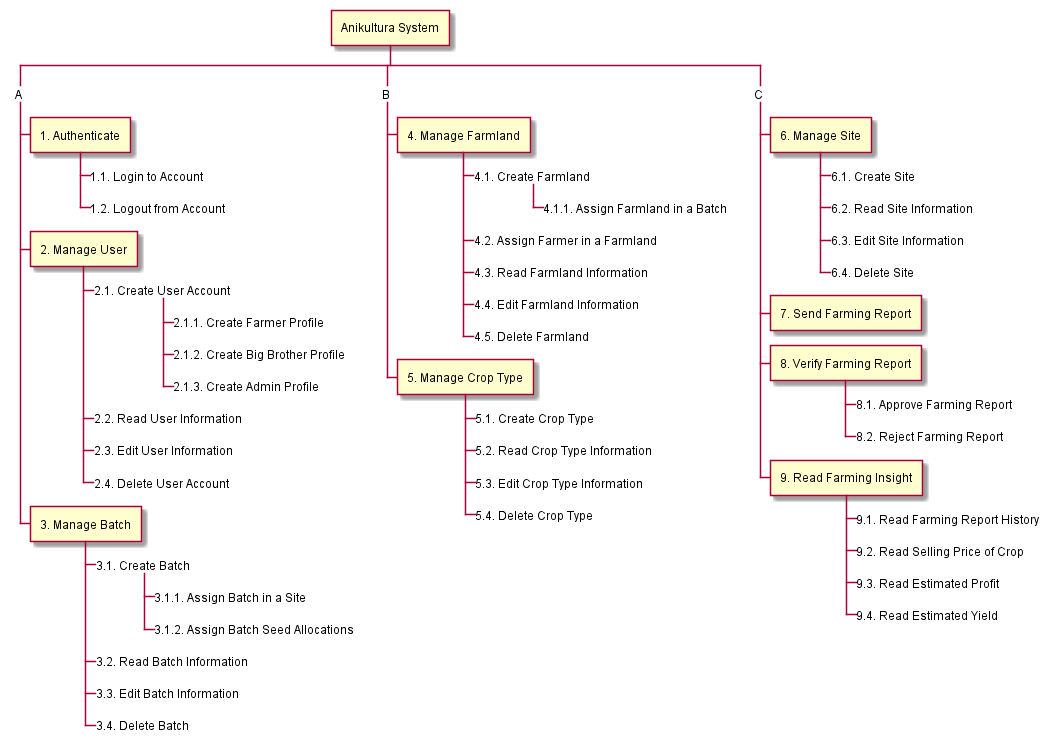 Anikultura System
A
1. Authenticate
1.1. Login to Account
1.2. Logout from Account
2. Manage User
2.1. Create User Account
2.1.1. Create Farmer Profile
2.1.2. Create Big Brother Profile
2.1.3. Create Admin Profile
2.2. Read User Information
2.3. Edit User Information
2.4. Delete User Account
3. Manage Batch
3.1. Create Batch
3.1.1. Assign Batch in a Site
3.1.2. Assign Batch Seed Allocations
3.2. Read Batch Information
3.3. Edit Batch Information
3.4. Delete Batch
B
4. Manage Farmland
4.1. Create Farmland
4.1.1. Assign Farmland in a Batch
4.2. Assign Farmer in a Farmland
4.3. Read Farmland Information
4.4. Edit Farmland Information
4.5. Delete Farmland
5. Manage Crop Type
5.1. Create Crop Type
5.2. Read Crop Type Information
5.3. Edit Crop Type Information
5.4. Delete Crop Type
C
6. Manage Site
6.1. Create Site
6.2. Read Site Information
6.3. Edit Site Information
6.4. Delete Site
7. Send Farming Report
8. Verify Farming Report
8.1. Approve Farming Report
8.2. Reject Farming Report
9. Read Farming Insight
9.1. Read Farming Report History
9.2. Read Selling Price of Crop
9.3. Read Estimated Profit
9.4. Read Estimated Yield